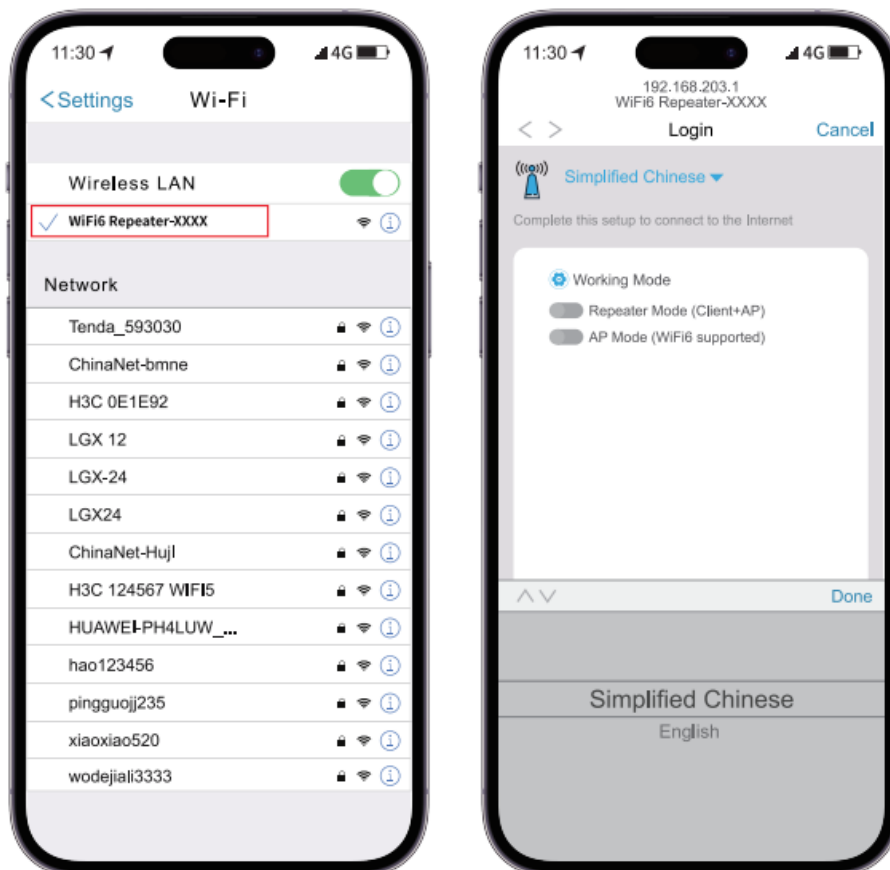 11:30
4G
<Settings
Wi-Fi
Wireless LAN
WiFi6 Repeater-XXXX
Network
Tenda_593030
ChinaNet-bmne
H3C 0E1E92
LGX 12
LGX-24
LGX24
ChinaNet-Hujl
H3C 124567 WIFI5
HUAWEI-PH4LUW_...
hao123456
pingguojj235
xiaoxiao520
wodejiali3333
11:30
4G
192.168.203.1
WiFi6 Repeater-XXXX
< > Login Cancel
Simplified Chinese
Complete this setup to connect to the Internet
Working Mode
Repeater Mode (Client+AP)
AP Mode (WiFi6 supported)
Done
Simplified Chinese
English